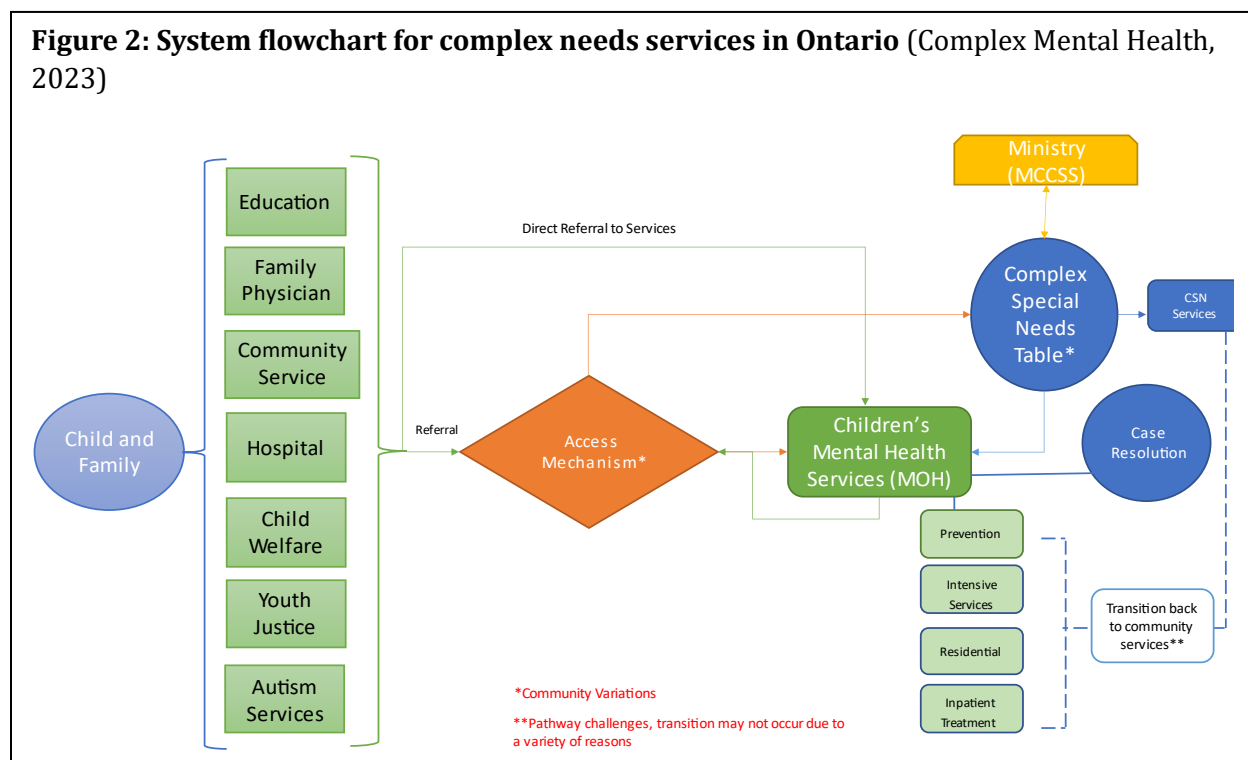 Figure 2: System flowchart for complex needs services in Ontario (Complex Mental Health,
2023)
Child and
Family
Education
Family
Physician
Community
Service
Hospital
Child
Welfare
Youth
Justice
Autism
Services
Direct Referral to Services
Referral
Access
Mechanism*
Ministry
(MCCSS)
Complex
Special
Needs
Table*
CSN
Services
Children's
Mental Health
Services (MOH)
Case
Resolution
Prevention
Intensive
Services
Residential
Inpatient
Treatment
Transition back
to community
services**
*Community Variations
**Pathway challenges, transition may not occur due to
a variety of reasons